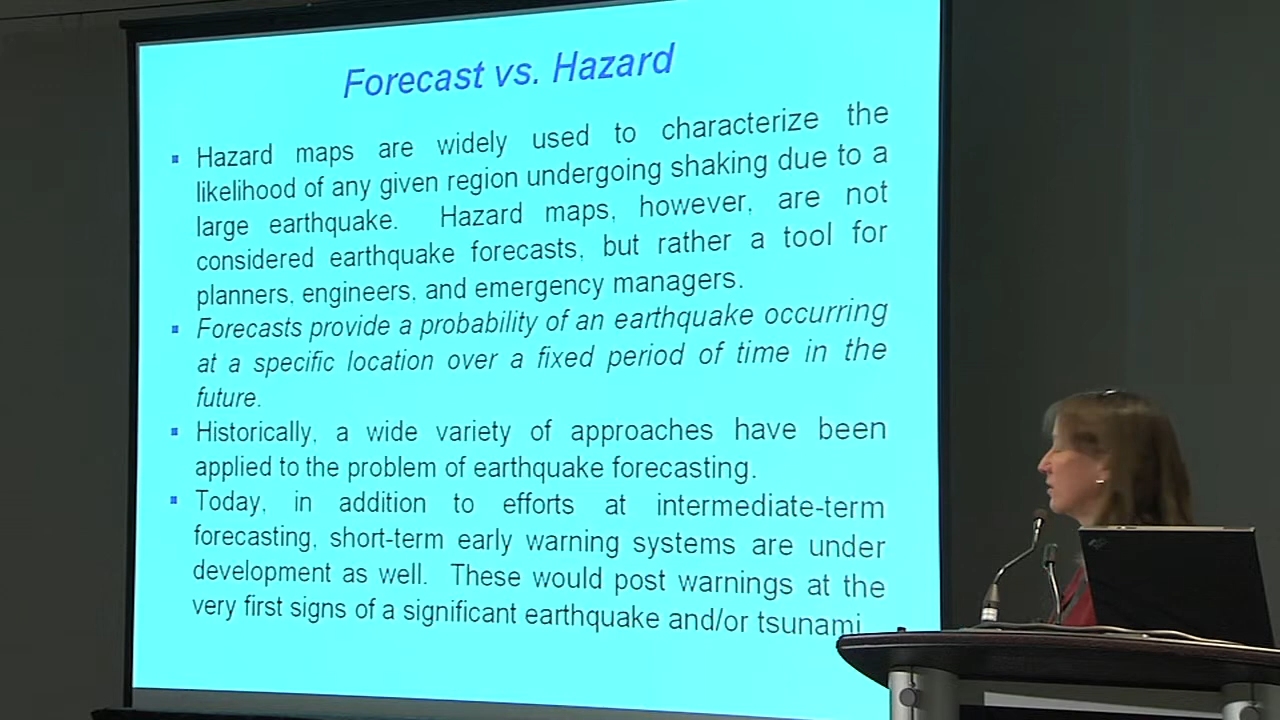 Forecast vs. Hazard
Hazard maps are widely used to characterize the
likelihood of any given region undergoing shaking due to a
large earthquake. Hazard maps, however, are not
considered earthquake forecasts, but rather a tool for
planners, engineers, and emergency managers.
Forecasts provide a probability of an earthquake occurring
at a specific location over a fixed period of time in the
future.
Historically, a wide variety of approaches have been
applied to the problem of earthquake forecasting.
Today, in addition to efforts at intermediate-term
forecasting, short-term early warning systems are under
development as well. These would post warnings at the
very first signs of a significant earthquake and/or tsunami